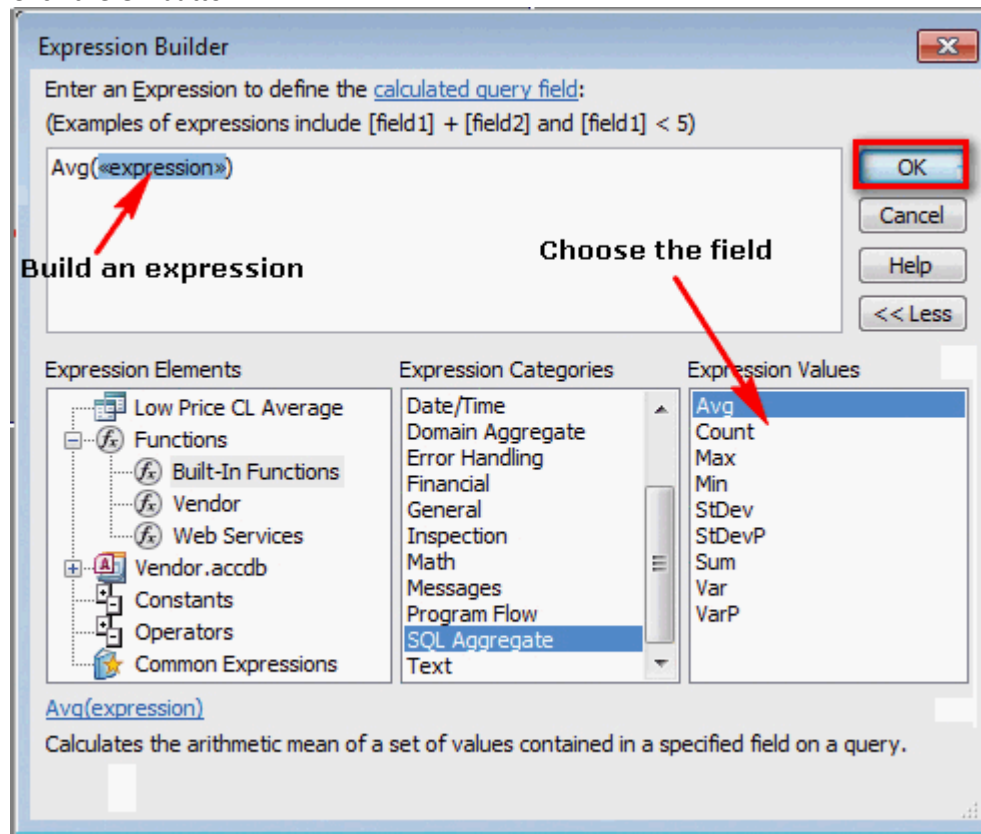 Expression Builder
Enter an Expression to define the calculated query field:
(Examples of expressions include [field1] + [field2] and [field1] < 5)
Avg(«expression»)
OK
Cancel
Help
<< Less
Build an expression
Choose the field
Expression Elements
Low Price CL Average
Functions
Built-In Functions
Vendor
Web Services
Vendor.accdb
Constants
Operators
Common Expressions
Expression Categories
Date/Time
Domain Aggregate
Error Handling
Financial
General
Inspection
Math
Messages
Program Flow
SQL Aggregate
Text
Expression Values
Avg
Count
Max
Min
StDev
StDevP
Sum
Var
VarP
Avg(expression)
Calculates the arithmetic mean of a set of values contained in a specified field on a query.